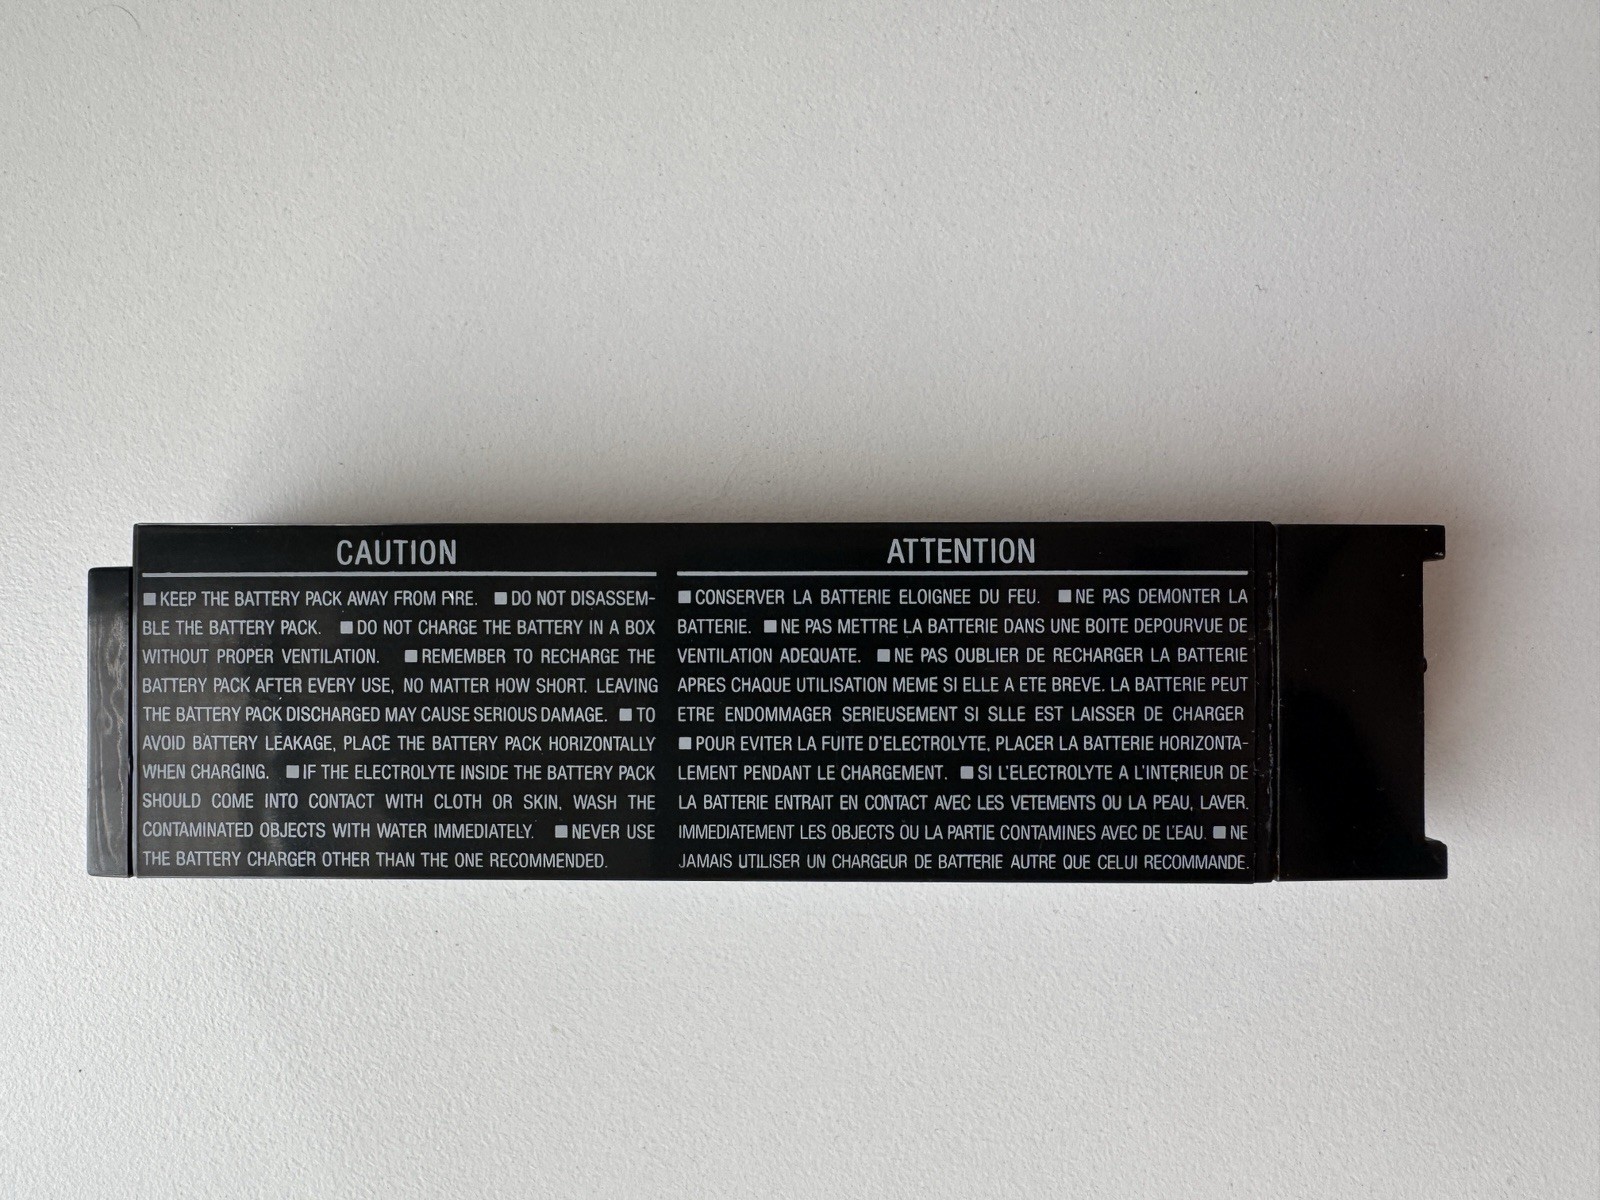 CAUTION
■ KEEP THE BATTERY PACK AWAY FROM FIRE. ■ DO NOT DISASSEM-
BLE THE BATTERY PACK. ■ DO NOT CHARGE THE BATTERY IN A BOX
WITHOUT PROPER VENTILATION. ■ REMEMBER TO RECHARGE THE
BATTERY PACK AFTER EVERY USE, NO MATTER HOW SHORT. LEAVING
THE BATTERY PACK DISCHARGED MAY CAUSE SERIOUS DAMAGE. ■ TO
AVOID BATTERY LEAKAGE, PLACE THE BATTERY PACK HORIZONTALLY
WHEN CHARGING. ■ IF THE ELECTROLYTE INSIDE THE BATTERY PACK
SHOULD COME INTO CONTACT WITH CLOTH OR SKIN, WASH THE
CONTAMINATED OBJECTS WITH WATER IMMEDIATELY. ■ NEVER USE
THE BATTERY CHARGER OTHER THAN THE ONE RECOMMENDED.
ATTENTION
■ CONSERVER LA BATTERIE ELOIGNEE DU FEU. ■ NE PAS DEMONTER LA
BATTERIE. ■ NE PAS METTRE LA BATTERIE DANS UNE BOITE DEPOURVUE DE
VENTILATION ADEQUATE. ■ NE PAS OUBLIER DE RECHARGER LA BATTERIE
APRES CHAQUE UTILISATION MEME SI ELLE A ETE BREVE. LA BATTERIE PEUT
ETRE ENDOMMAGER SERIEUSEMENT SI SLLE EST LAISSER DE CHARGER
■ POUR EVITER LA FUITE D'ELECTROLYTE, PLACER LA BATTERIE HORIZONTA-
LEMENT PENDANT LE CHARGEMENT. ■ SI L'ELECTROLYTE A L'INTERIEUR DE
LA BATTERIE ENTRAIT EN CONTACT AVEC LES VETEMENTS OU LA PEAU, LAVER.
IMMEDIATEMENT LES OBJECTS OU LA PARTIE CONTAMINES AVEC DE L'EAU. ■ NE
JAMAIS UTILISER UN CHARGEUR DE BATTERIE AUTRE QUE CELUI RECOMMANDE.